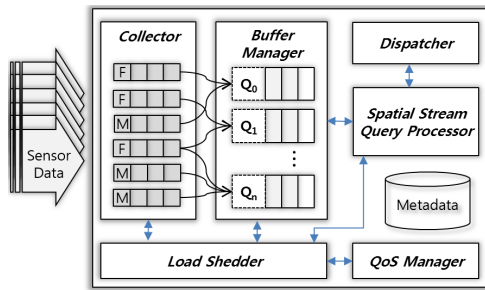 Collector
Buffer
Manager
Dispatcher
F
F
M
F
M
M
Q0
Q1
⋮
Qn
Spatial Stream
Query Processor
Sensor
Data
Metadata
Load Shedder
QoS Manager